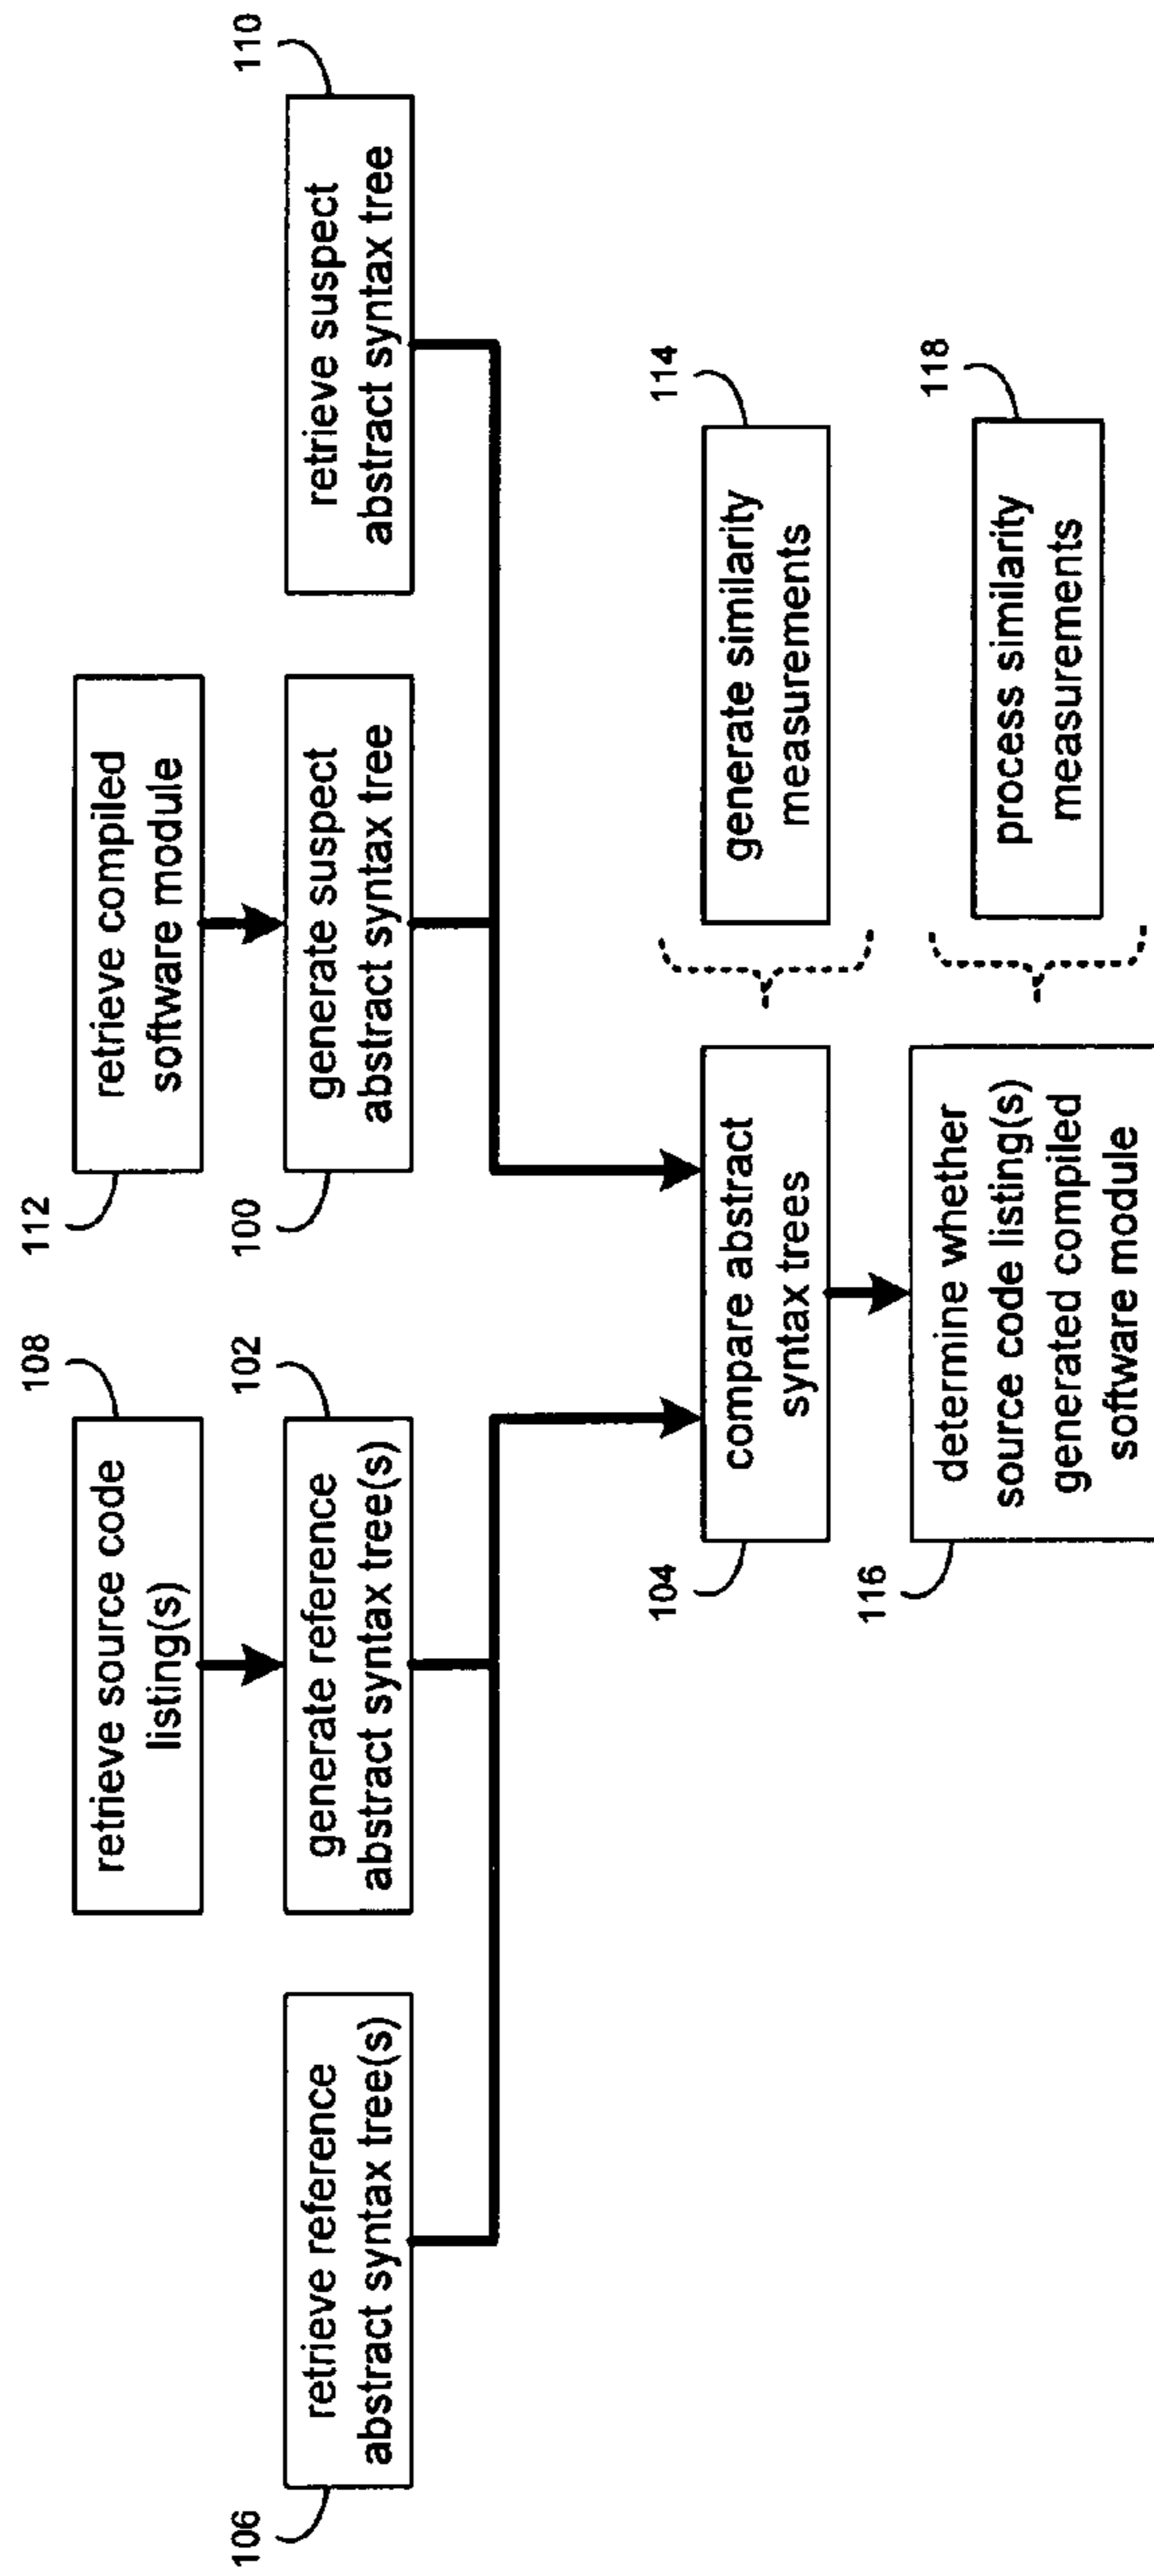 108
retrieve source code
listing(s)
112
retrieve compiled
software module
106
retrieve reference
abstract syntax tree(s)
102
generate reference
abstract syntax tree(s)
100
generate suspect
abstract syntax tree
110
retrieve suspect
abstract syntax tree
104
compare abstract
syntax trees
114
generate similarity
measurements
116
determine whether
source code listing(s)
generated compiled
software module
118
process similarity
measurements